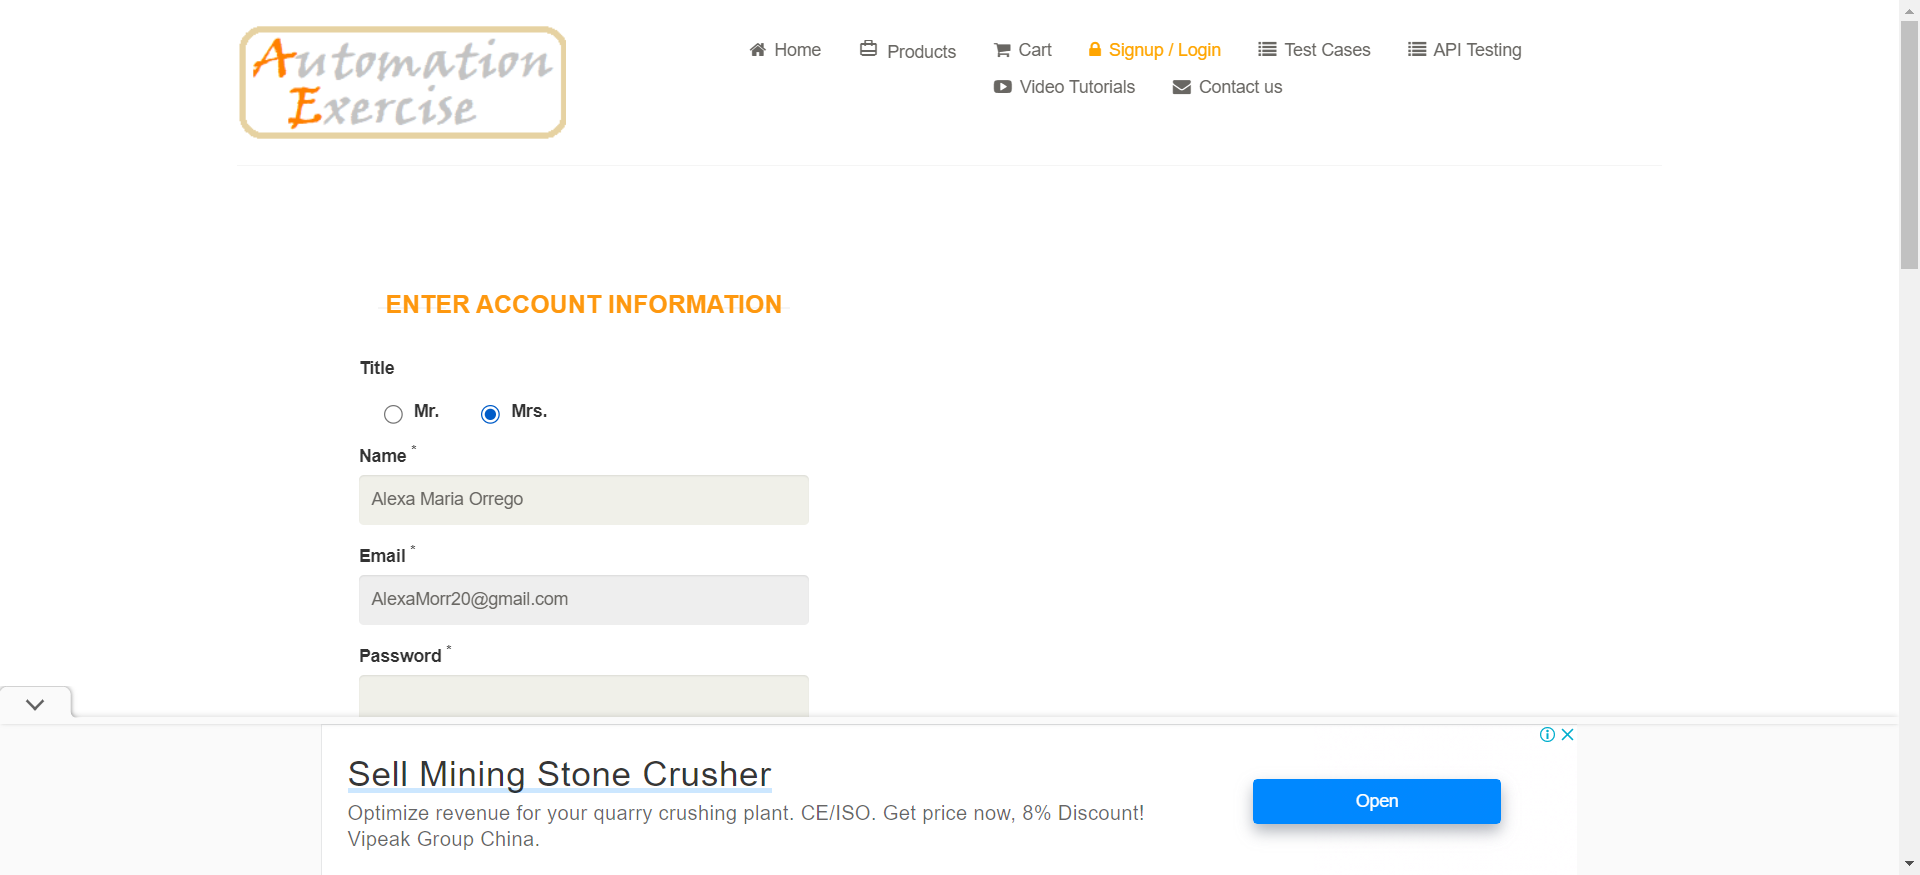 Automation
Exercise
Home Products Cart Signup / Login Test Cases API Testing
Video Tutorials Contact us
ENTER ACCOUNT INFORMATION
Title
Mr. Mrs.
Name *
Alexa Maria Orrego
Email *
AlexaMorr20@gmail.com
Password *
Sell Mining Stone Crusher
Optimize revenue for your quarry crushing plant. CE/ISO. Get price now, 8% Discount!
Vipeak Group China.
Open